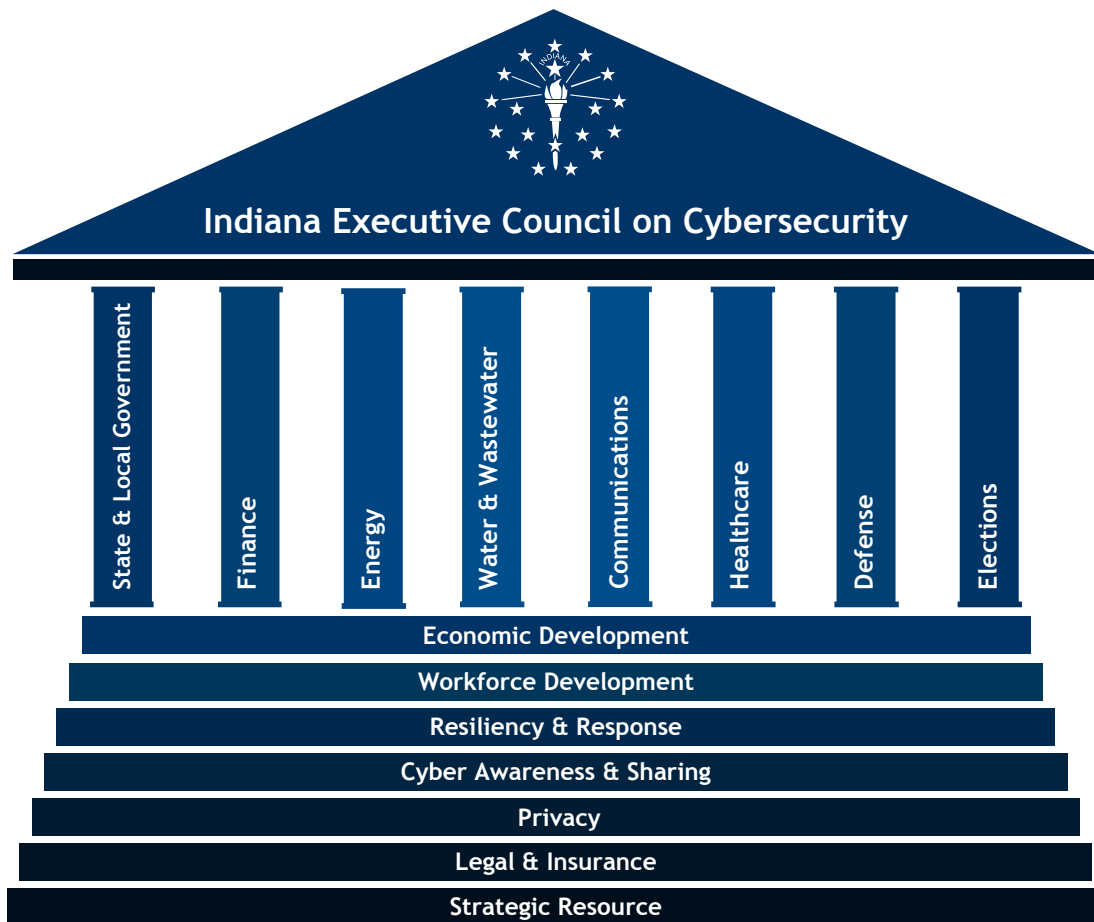 INDIANA
Indiana Executive Council on Cybersecurity
State & Local Government
Finance
Energy
Water & Wastewater
Communications
Healthcare
Defense
Elections
Economic Development
Workforce Development
Resiliency & Response
Cyber Awareness & Sharing
Privacy
Legal & Insurance
Strategic Resource